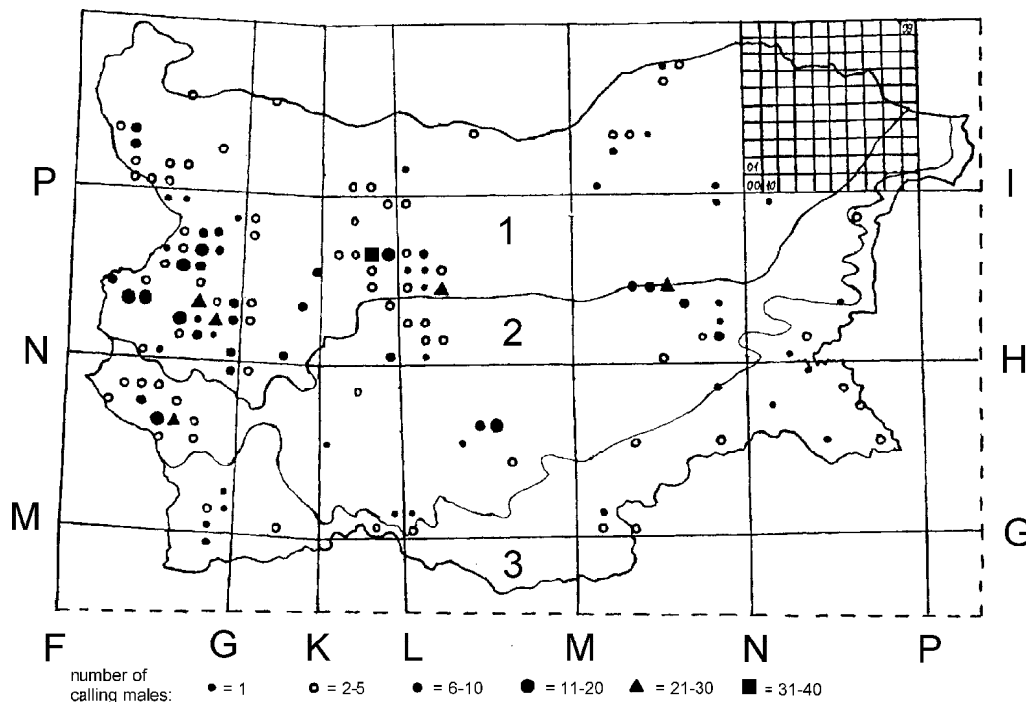 09
01
00 10
P
I
1
2
N
H
M
G
3
F G K L M N P
number of
calling males: = 1 = 2-5 = 6-10 = 11-20 = 21-30 = 31-40